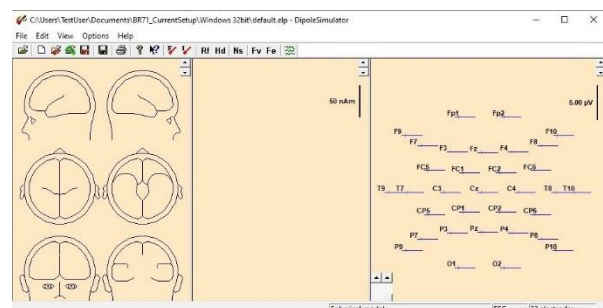 C:\Users\TestUser\Documents\BR71_CurrentSetup\Windows 32bit\default.elp - DipoleSimulator
File Edit View Options Help
Rf Hd Ns Fv Fe
50 nAm
5.00 µV
Fp1 Fp2
F9 F10
F7 F8
F3 Fz F4
FC5 FC1 FC2 FC6
T9 T7 C3 Cz C4 T8 T10
CP5 CP1 CP2 CP6
P7 P3 Pz P4 P8
P9 P10
O1 O2